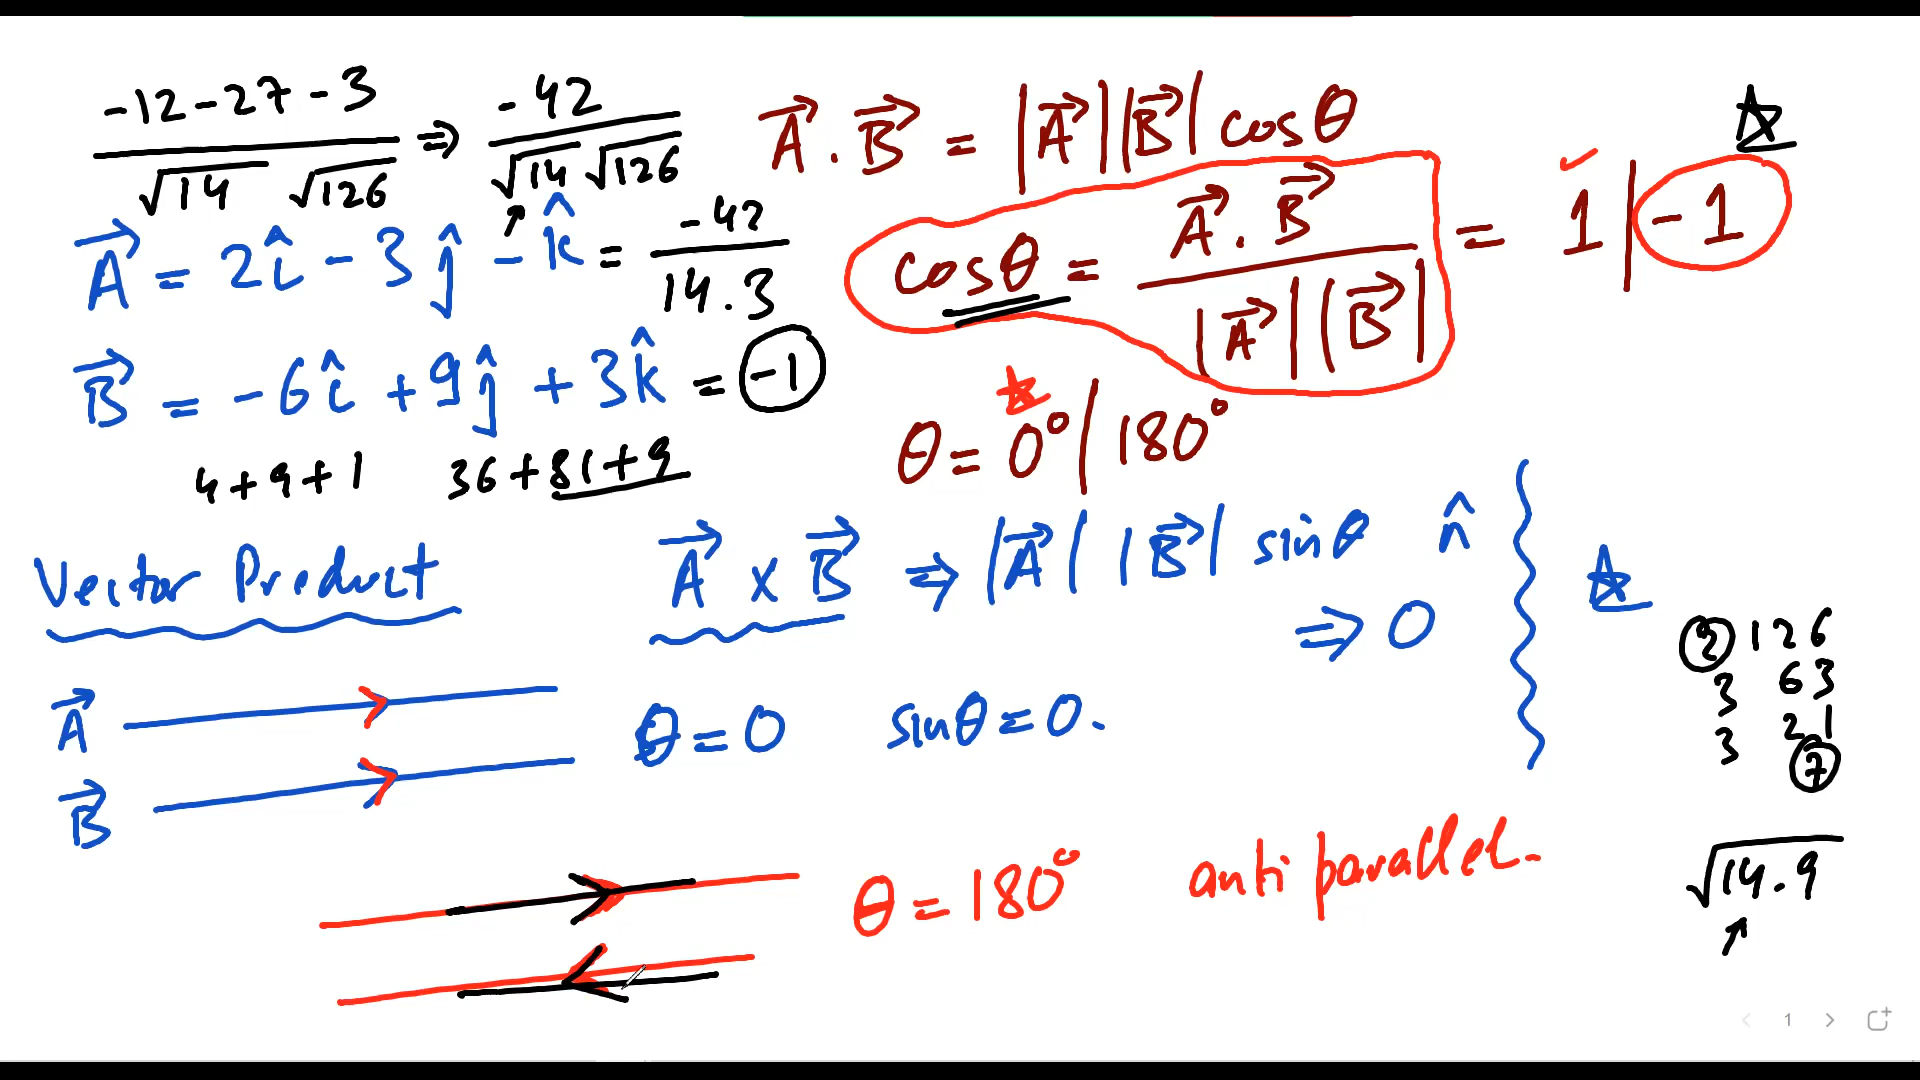 -12-27-3 / √14 √126 ⇒ -42 / √14 √126
A⃗ = 2î - 3ĵ - k̂ = -42 / 14.3
B⃗ = -6î + 9ĵ + 3k̂ = -1
4+9+1 36+81+9
A⃗ . B⃗ = |A⃗| |B⃗| cosθ
cosθ = A⃗ . B⃗ / |A⃗| |B⃗| = 1 | -1
θ = 0° | 180°
Vector Product A⃗ x B⃗ ⇒ |A⃗| |B⃗| sinθ n̂
⇒ 0
A⃗
B⃗
θ = 0 sinθ = 0.
θ = 180° anti parallel.
2 126
3 63
3 21
7
√14.9
1